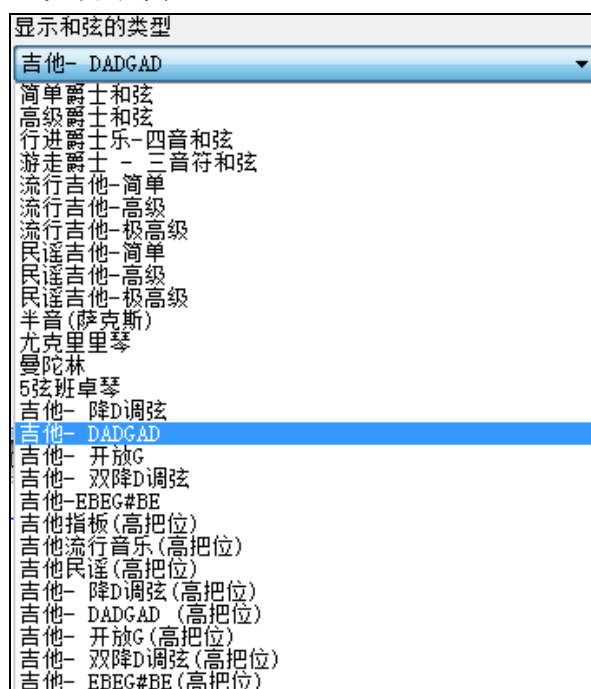 显示和弦的类型
吉他- DADGAD
简单爵士和弦
高级爵士和弦
行进爵士乐-四音和弦
游走爵士 - 三音符和弦
流行吉他-简单
流行吉他-高级
流行吉他-极高级
民谣吉他-简单
民谣吉他-高级
民谣吉他-极高级
半音(萨克斯)
尤克里里琴
曼陀林
5弦班卓琴
吉他- 降D调弦
吉他- DADGAD
吉他- 开放G
吉他- 双降D调弦
吉他-EBEG#BE
吉他指板(高把位)
吉他流行音乐(高把位)
吉他民谣(高把位)
吉他- 降D调弦(高把位)
吉他- DADGAD (高把位)
吉他- 开放G(高把位)
吉他- 双降D调弦(高把位)
吉他- EBEG#BE(高把位)